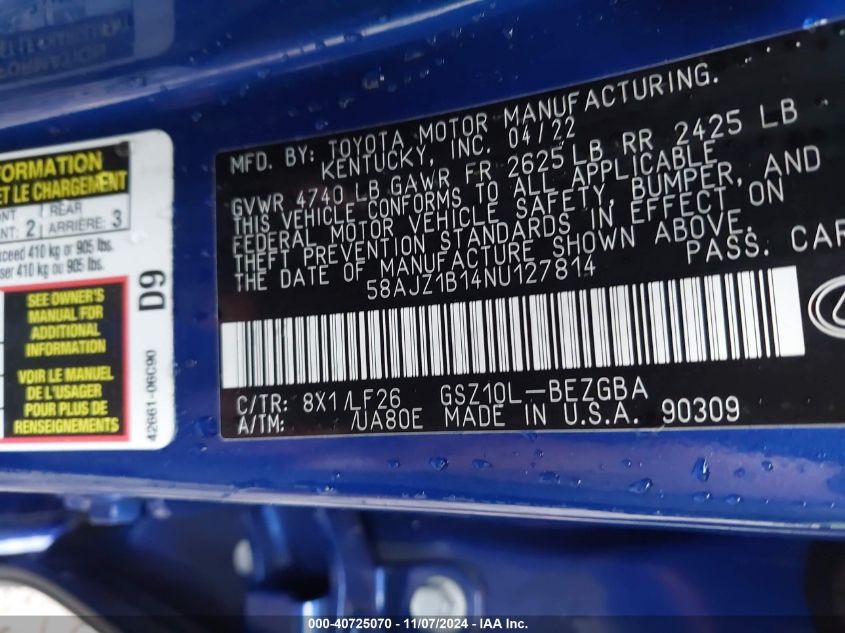 FORMATION
ET LE CHARGEMENT
REAR
NT: 2 ARRIÈRE: 3
xceed 410 kg or 905 lbs.
ser 410 kg ou 905 lbs.
SEE OWNER'S
MANUAL FOR
ADDITIONAL
INFORMATION
VOIR LE MANUEL
DE L'USAGER
POUR PLUS DE
RENSEIGNEMENTS
D9
42661-06C90
MFD. BY: TOYOTA MOTOR MANUFACTURING.
KENTUCKY, INC. 04/22
GVWR 4740 LB GAWR FR 2625 LB RR 2425 LB
THIS VEHICLE CONFORMS TO ALL APPLICABLE
FEDERAL MOTOR VEHICLE SAFETY, BUMPER, AND
THEFT PREVENTION STANDARDS IN EFFECT ON
THE DATE OF MANUFACTURE SHOWN ABOVE.
58AJZ1B14NU127814 PASS. CAR
C/TR: 8X1/LF26 GSZ10L-BEZGBA
A/TM: /UA80E MADE IN U.S.A. 90309
000-40725070 - 11/07/2024 - IAA Inc.